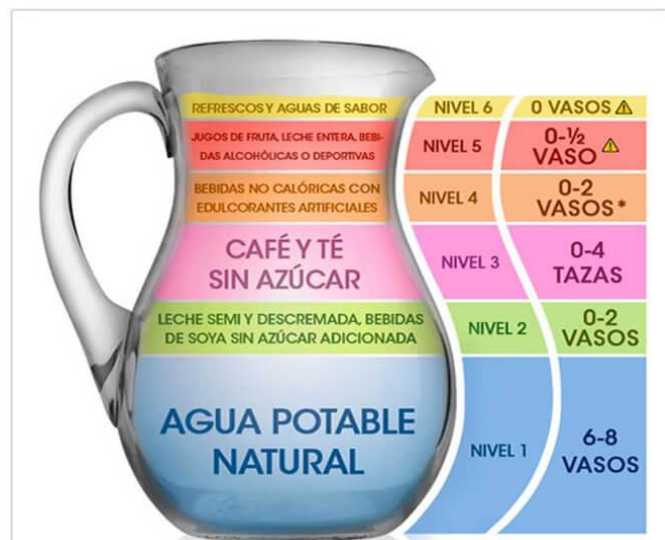 REFRESCOS Y AGUAS DE SABOR
NIVEL 6
0 VASOS ⚠
JUGOS DE FRUTA, LECHE ENTERA, BEBI-
DAS ALCOHÓLICAS O DEPORTIVAS
NIVEL 5
0-½
VASO ⚠
BEBIDAS NO CALÓRICAS CON
EDULCORANTES ARTIFICIALES
NIVEL 4
0-2
VASOS*
CAFÉ Y TÉ
SIN AZÚCAR
NIVEL 3
0-4
TAZAS
LECHE SEMI Y DESCREMADA, BEBIDAS
DE SOYA SIN AZÚCAR ADICIONADA
NIVEL 2
0-2
VASOS
AGUA POTABLE
NATURAL
NIVEL 1
6-8
VASOS